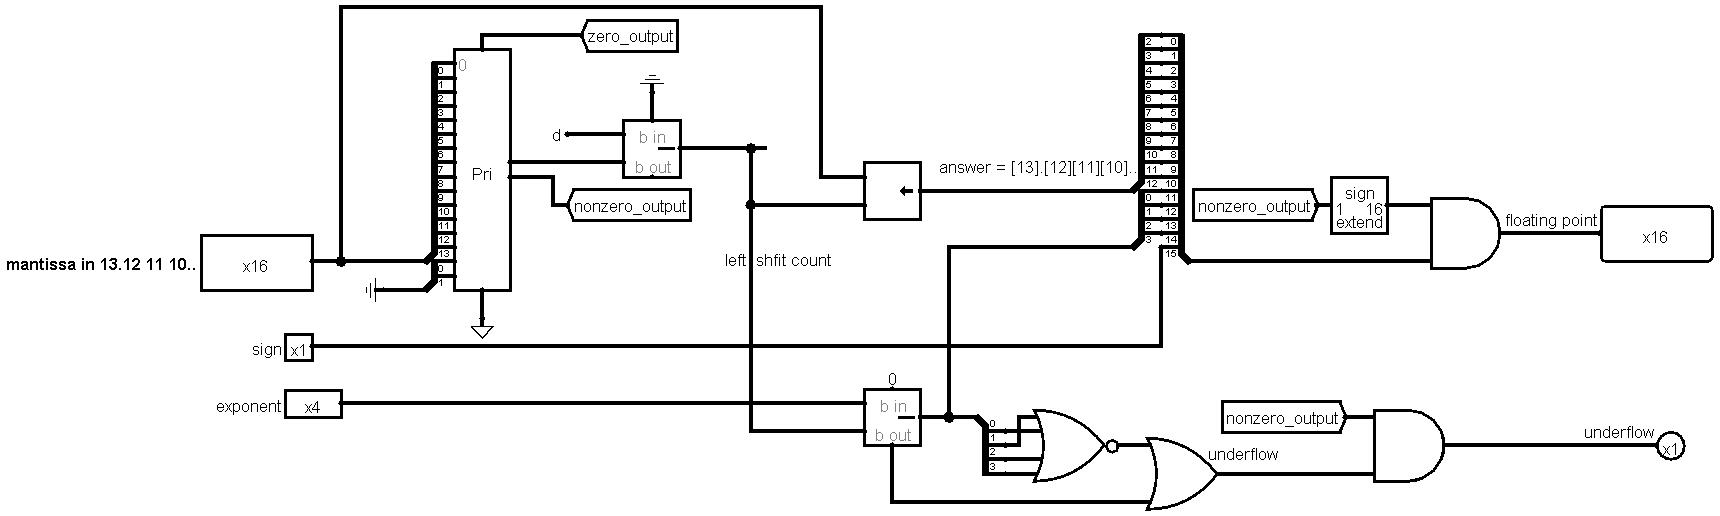 zero_output
0
0
1
2
3
4
5
6
7
8
9
10
11
12
13
0
1
Pri
d
b in
b out
nonzero_output
mantissa in 13.12 11 10..
x16
left shfit count
answer = [13].[12][11][10]..
2 0
3 1
4 2
5 3
6 4
7 5
8 6
9 7
10 8
11 9
12 10
0 11
1 12
2 13
3 14
15
nonzero_output
sign
1 16
extend
floating point
x16
sign
x1
exponent
x4
0
b in
b out
0
1
2
3
underflow
nonzero_output
underflow
x1